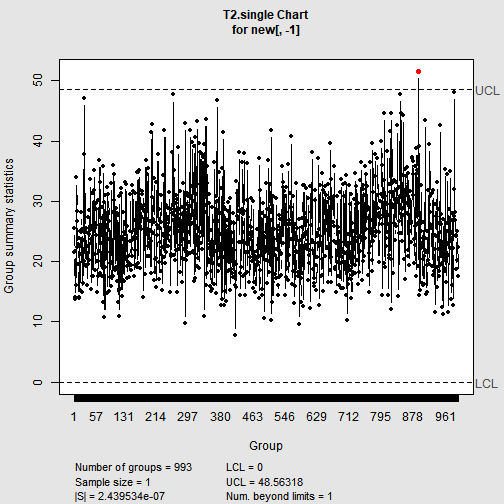 T2.single Chart
for new[, -1]
Group summary statistics
50
40
30
20
10
0
UCL
LCL
1 57 131 214 297 380 463 546 629 712 795 878 961
Group
Number of groups = 993
Sample size = 1
|S| = 2.439534e-07
LCL = 0
UCL = 48.56318
Num. beyond limits = 1